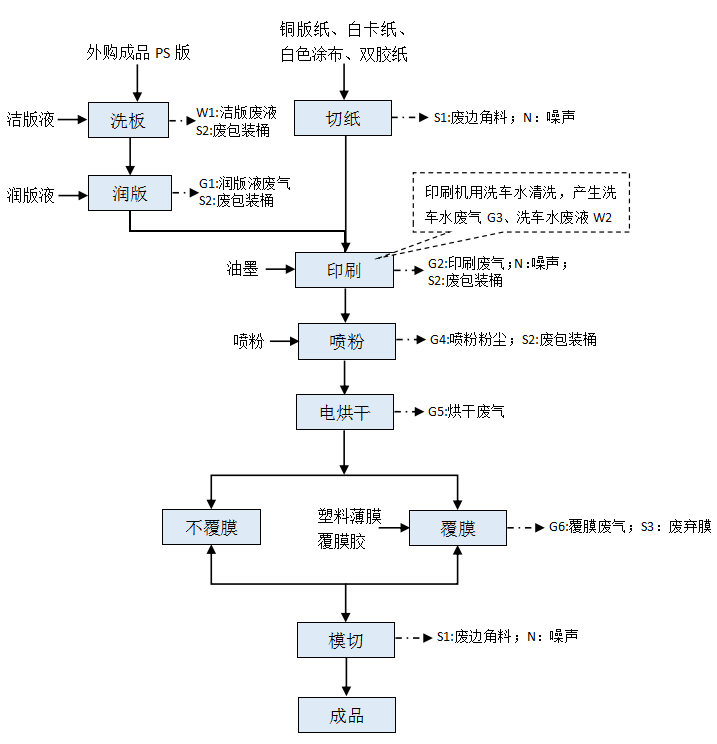 铜版纸、白卡纸、
白色涂布、双胶纸
外购成品 PS 版
洁版液
洗板
W1:洁版废液
S2:废包装桶
切纸
S1:废边角料；N：噪声
润版液
润版
G1:润版液废气
S2:废包装桶
印刷机用洗车水清洗，产生洗
车水废气 G3、洗车水废液 W2
油墨
印刷
G2:印刷废气;N:噪声；
S2:废包装桶
喷粉
喷粉
G4:喷粉粉尘；S2:废包装桶
电烘干
G5:烘干废气
不覆膜
塑料薄膜
覆膜胶
覆膜
G6:覆膜废气；S3：废弃膜
模切
S1:废边角料；N：噪声
成品